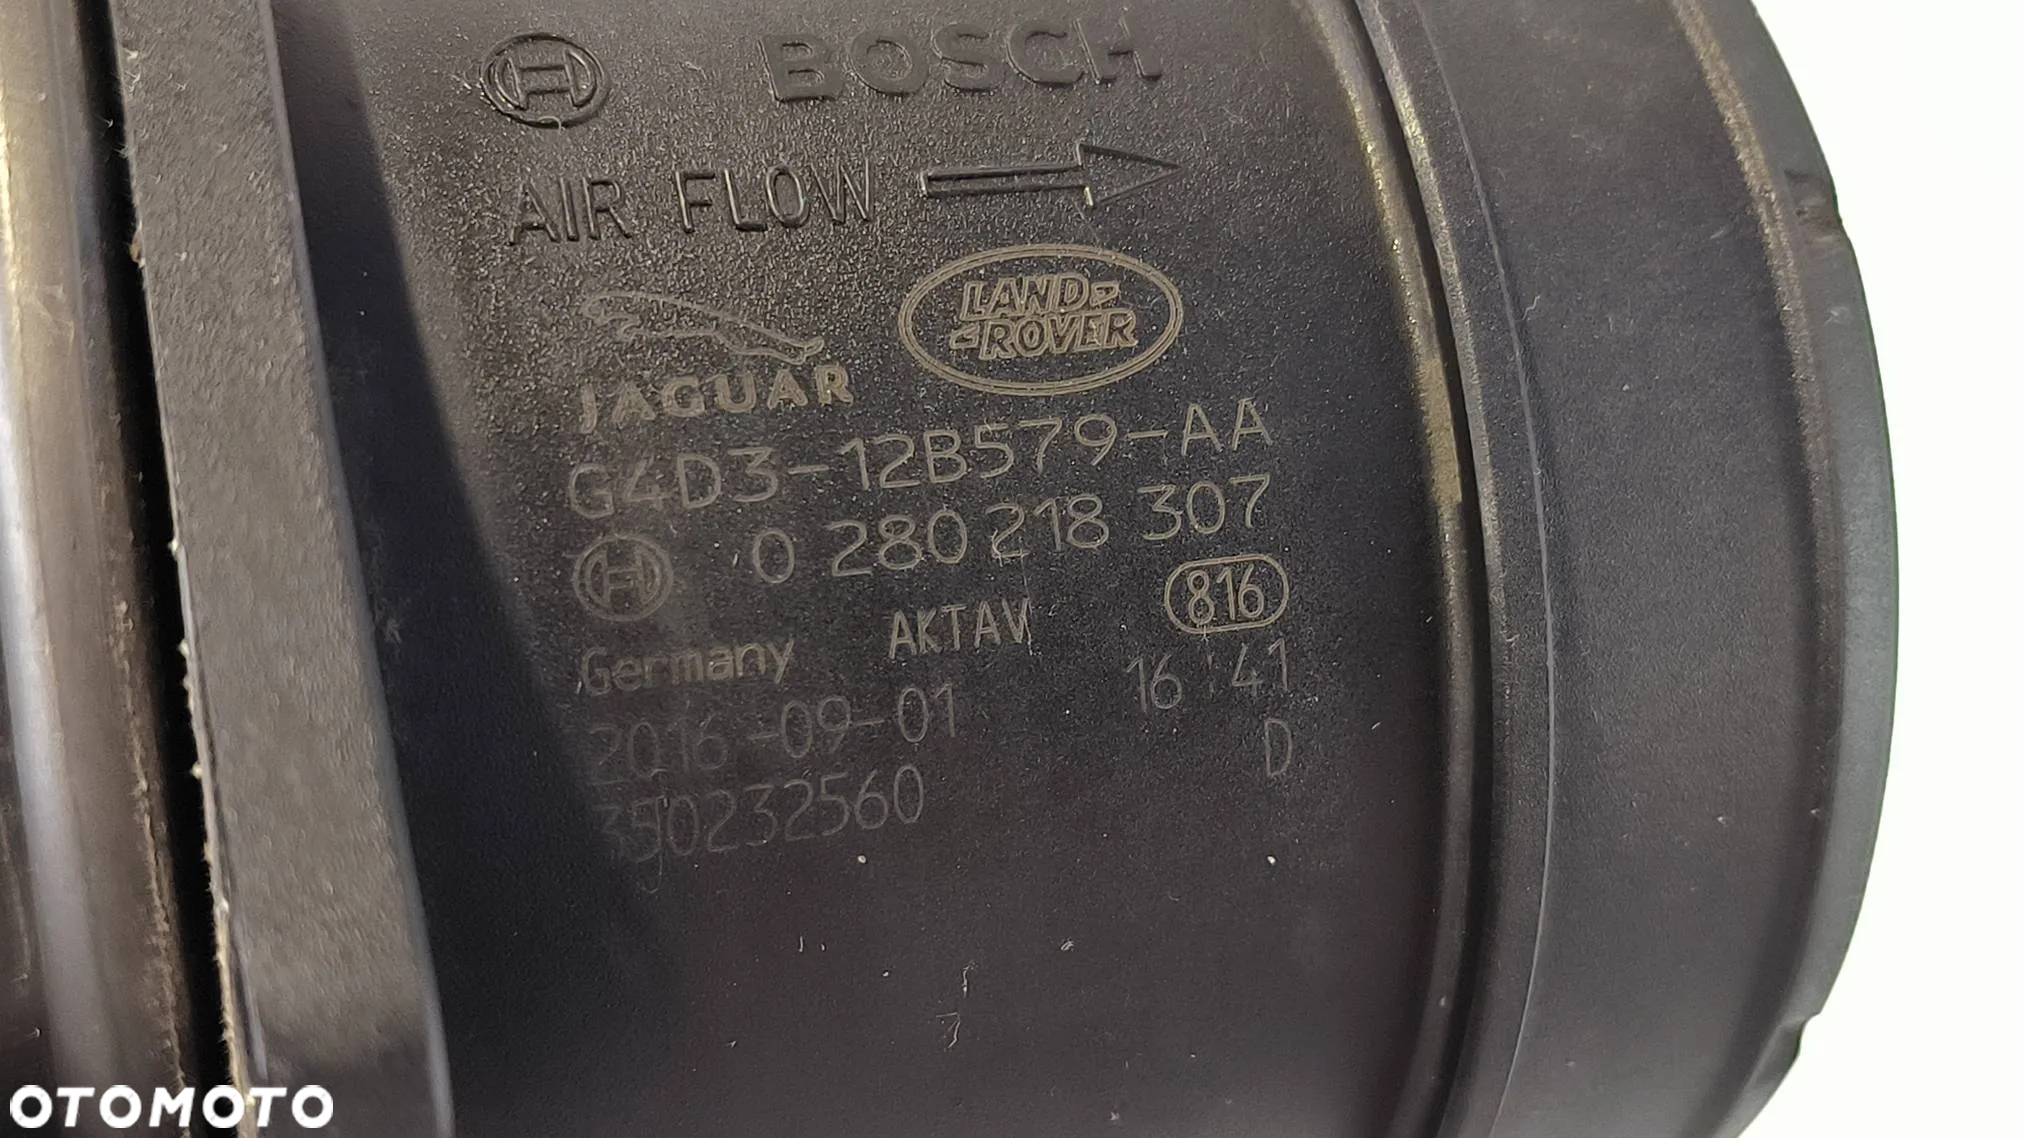 BOSCH
AIR FLOW
JAGUAR
LAND
ROVER
G4D3-12B579-AA
0 280 218 307
Germany AKTAV 816
2016-09-01 16 41
350232560 D
OTOMOTO